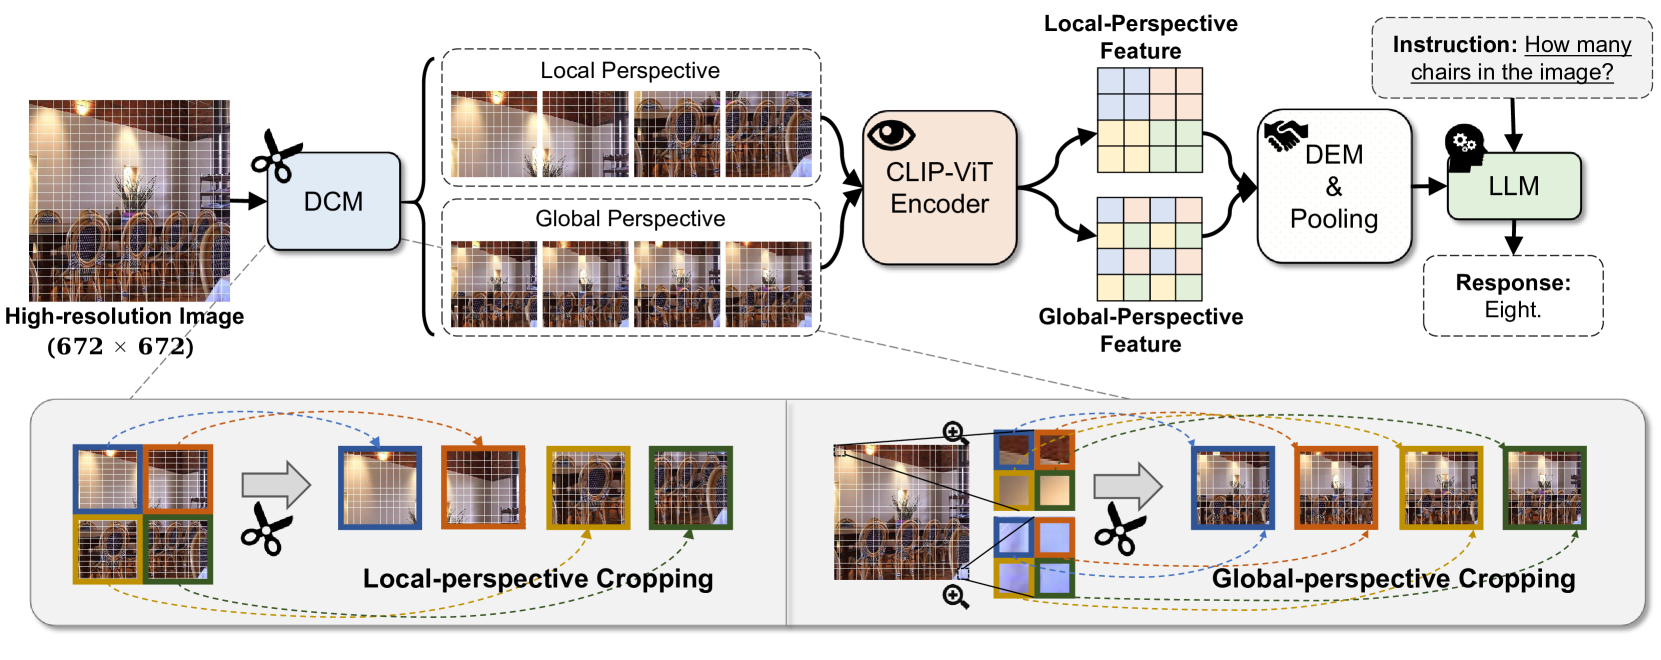 High-resolution Image
(672 × 672)
DCM
Local Perspective
Global Perspective
CLIP-ViT
Encoder
Local-Perspective
Feature
Global-Perspective
Feature
DEM
&
Pooling
Instruction: How many
chairs in the image?
LLM
Response:
Eight.
Local-perspective Cropping
Global-perspective Cropping